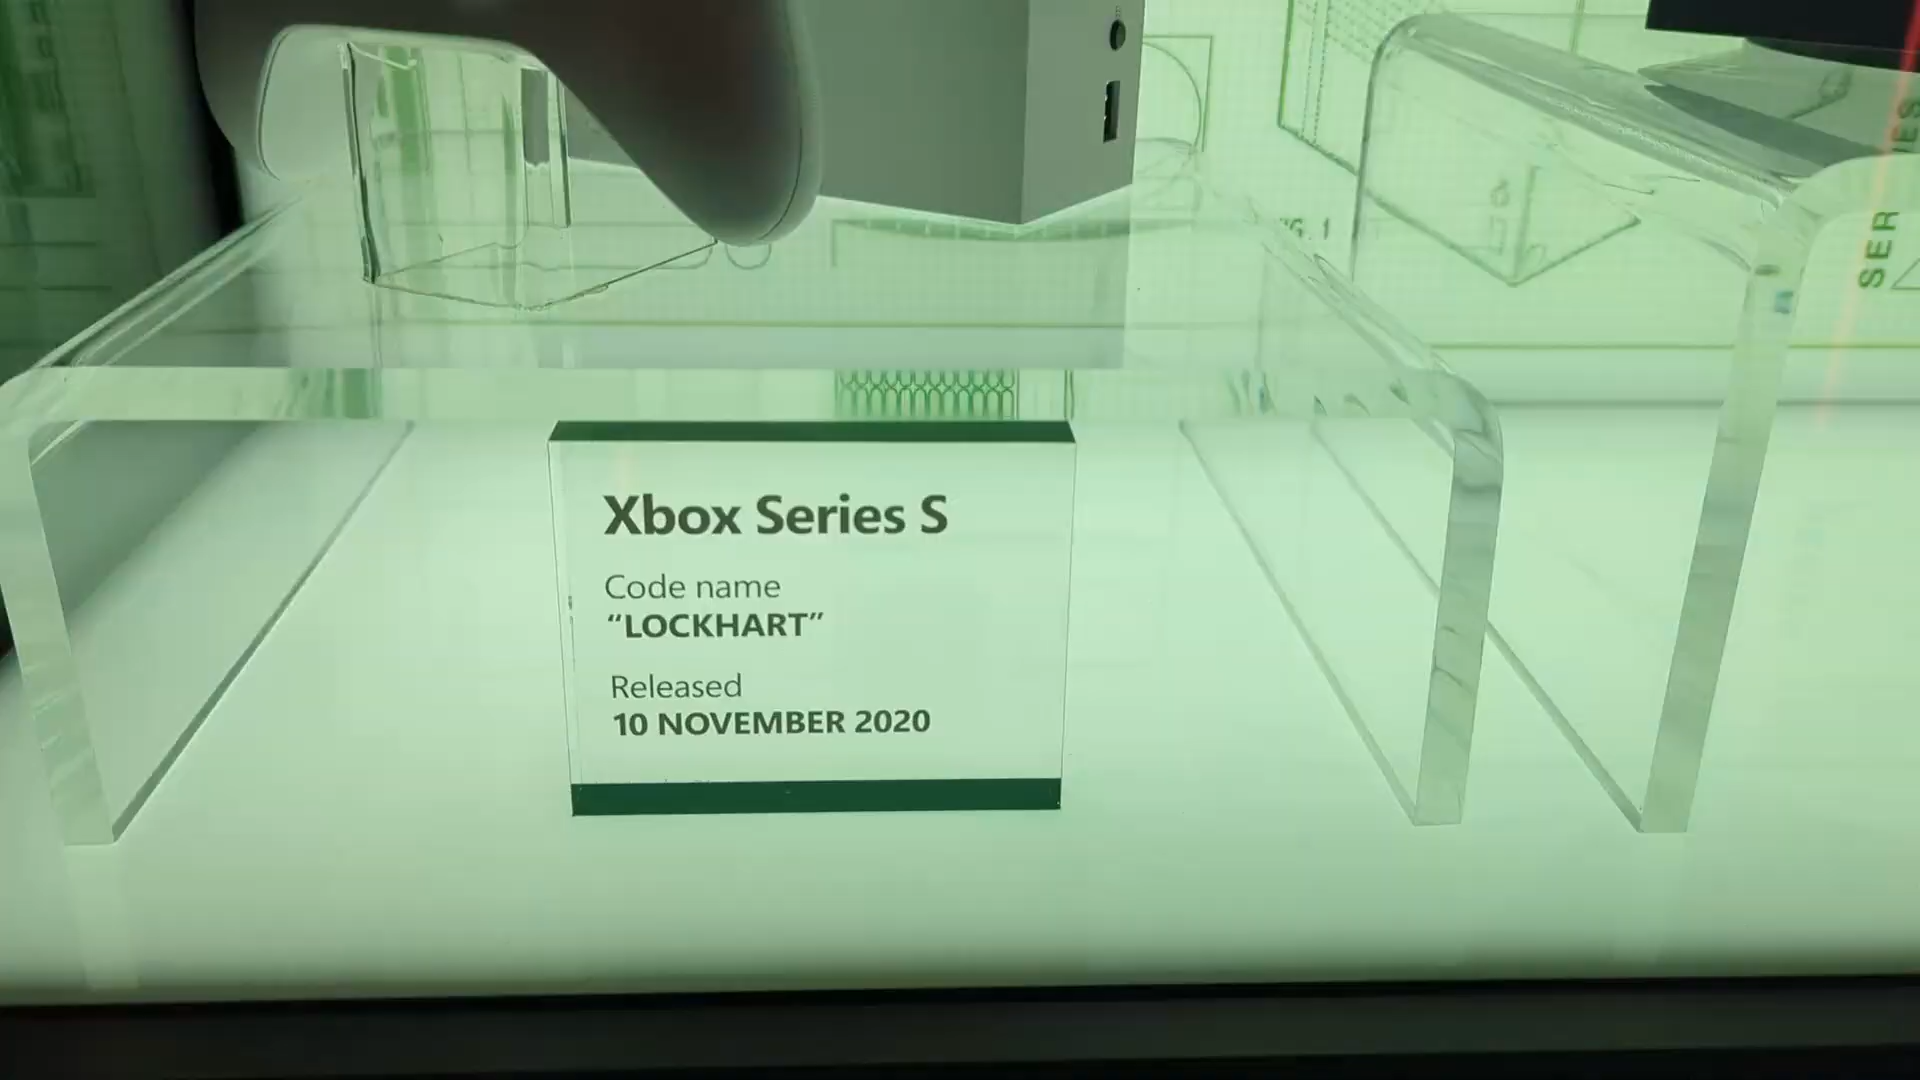 Xbox Series S
Code name
“LOCKHART”
Released
10 NOVEMBER 2020